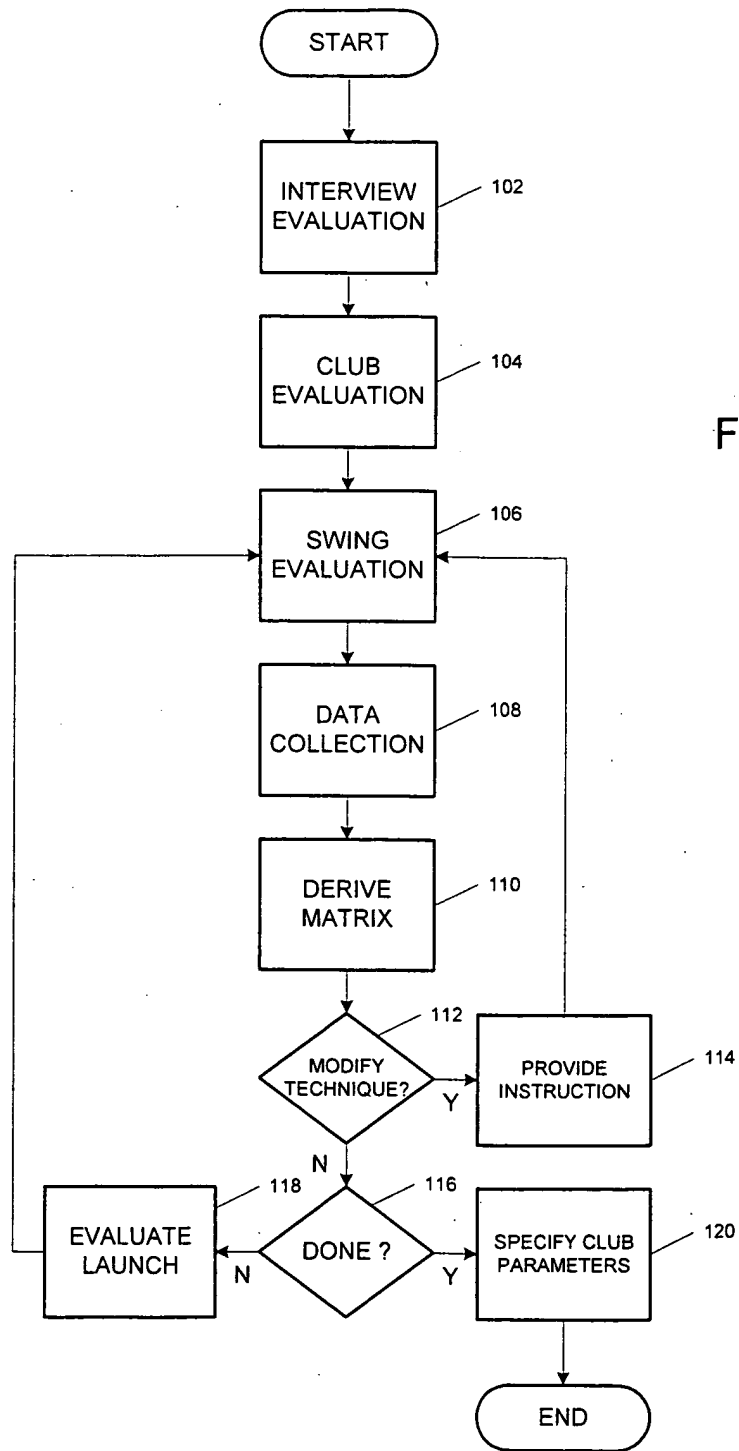 START
INTERVIEW
EVALUATION
102
CLUB
EVALUATION
104
F
SWING
EVALUATION
106
DATA
COLLECTION
108
DERIVE
MATRIX
110
MODIFY
TECHNIQUE?
112
Y
PROVIDE
INSTRUCTION
114
N
DONE ?
116
N
EVALUATE
LAUNCH
118
Y
SPECIFY CLUB
PARAMETERS
120
END